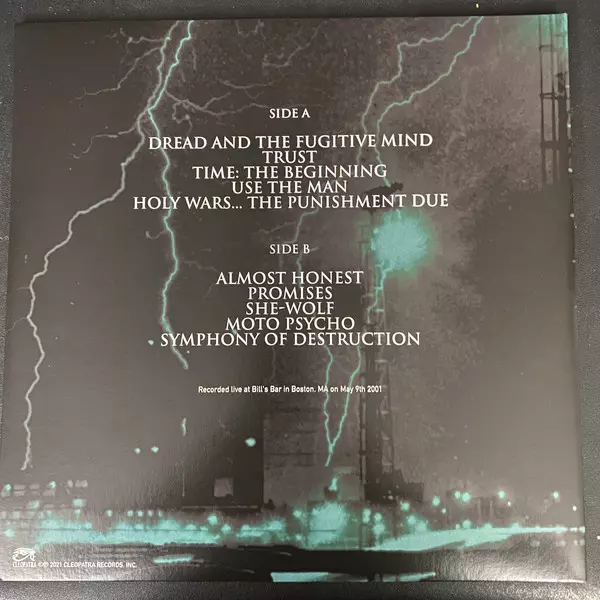 SIDE A
DREAD AND THE FUGITIVE MIND
TRUST
TIME: THE BEGINNING
USE THE MAN
HOLY WARS... THE PUNISHMENT DUE
SIDE B
ALMOST HONEST
PROMISES
SHE-WOLF
MOTO PSYCHO
SYMPHONY OF DESTRUCTION
Recorded live at Bill's Bar in Boston, MA on May 9th 2001
CLEOPATRA ©℗ 2021 CLEOPATRA RECORDS, INC.